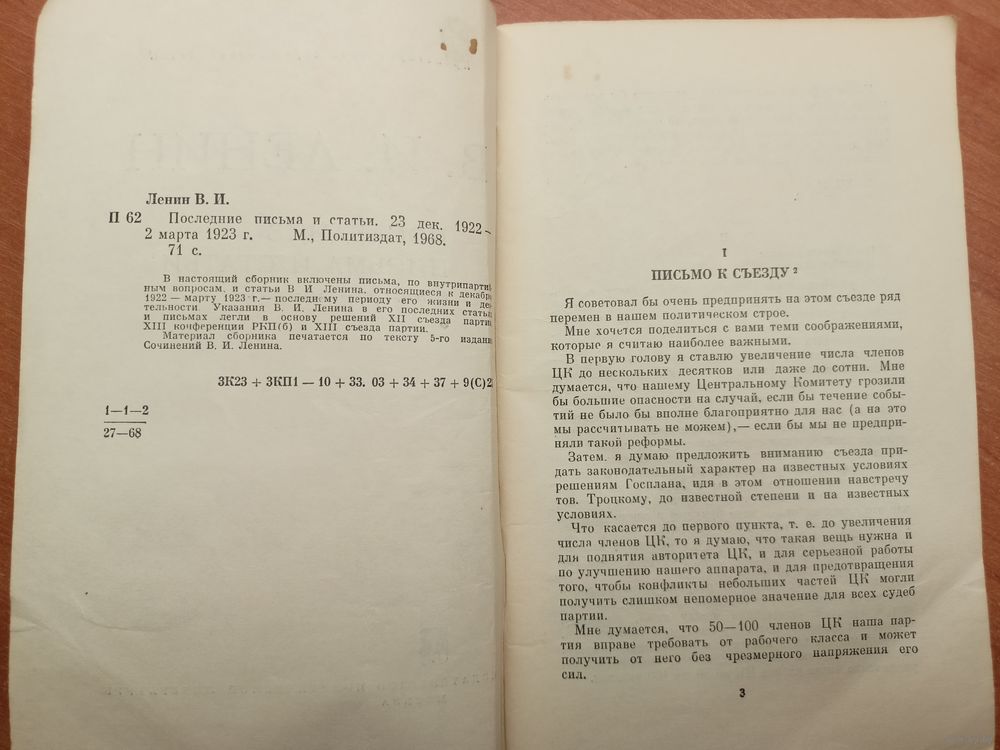 Ленин В. И.
П 62 Последние письма и статьи. 23 дек. 1922 —
2 марта 1923 г. М., Политиздат, 1968.
71 с.
В настоящий сборник включены письма, по внутрипартий
ным вопросам, и статьи В И Ленина, относящиеся к декабрю
1922 — марту 1923 г.— последнему периоду его жизни и дея
тельности Указания В. И. Ленина в его последних статьях
и письмах легли в основу решений XII съезда партии
XIII конференции РКП(б) и XIII съезда партии.
Материал сборника печатается по тексту 5-го издани
Сочинений В. И. Ленина.
3К23 + 3КП1 — 10 + 33. 03 + 34 + 37 + 9(С)2
1—1—2
27—68
I
ПИСЬМО К СЪЕЗДУ 2
Я советовал бы очень предпринять на этом съезде ряд
перемен в нашем политическом строе.
Мне хочется поделиться с вами теми соображениями,
которые я считаю наиболее важными.
В первую голову я ставлю увеличение числа членов
ЦК до нескольких десятков или даже до сотни. Мне
думается, что нашему Центральному Комитету грозили
бы большие опасности на случай, если бы течение собы-
тий не было бы вполне благоприятно для нас (а на это
мы рассчитывать не можем),— если бы мы не предпри-
няли такой реформы.
Затем. я думаю предложить вниманию съезда при-
дать законодательный характер на известных условиях
решениям Госплана, идя в этом отношении навстречу
тов. Троцкому, до известной степени и на известных
условиях.
Что касается до первого пункта, т. е. до увеличения
числа членов ЦК, то я думаю, что такая вещь нужна и
для поднятия авторитета ЦК, и для серьезной работы
по улучшению нашего аппарата, и для предотвращения
того, чтобы конфликты небольших частей ЦК могли
получить слишком непомерное значение для всех судеб
партии.
Мне думается, что 50—100 членов ЦК наша пар-
тия вправе требовать от рабочего класса и может
получить от него без чрезмерного напряжения его
сил.
3